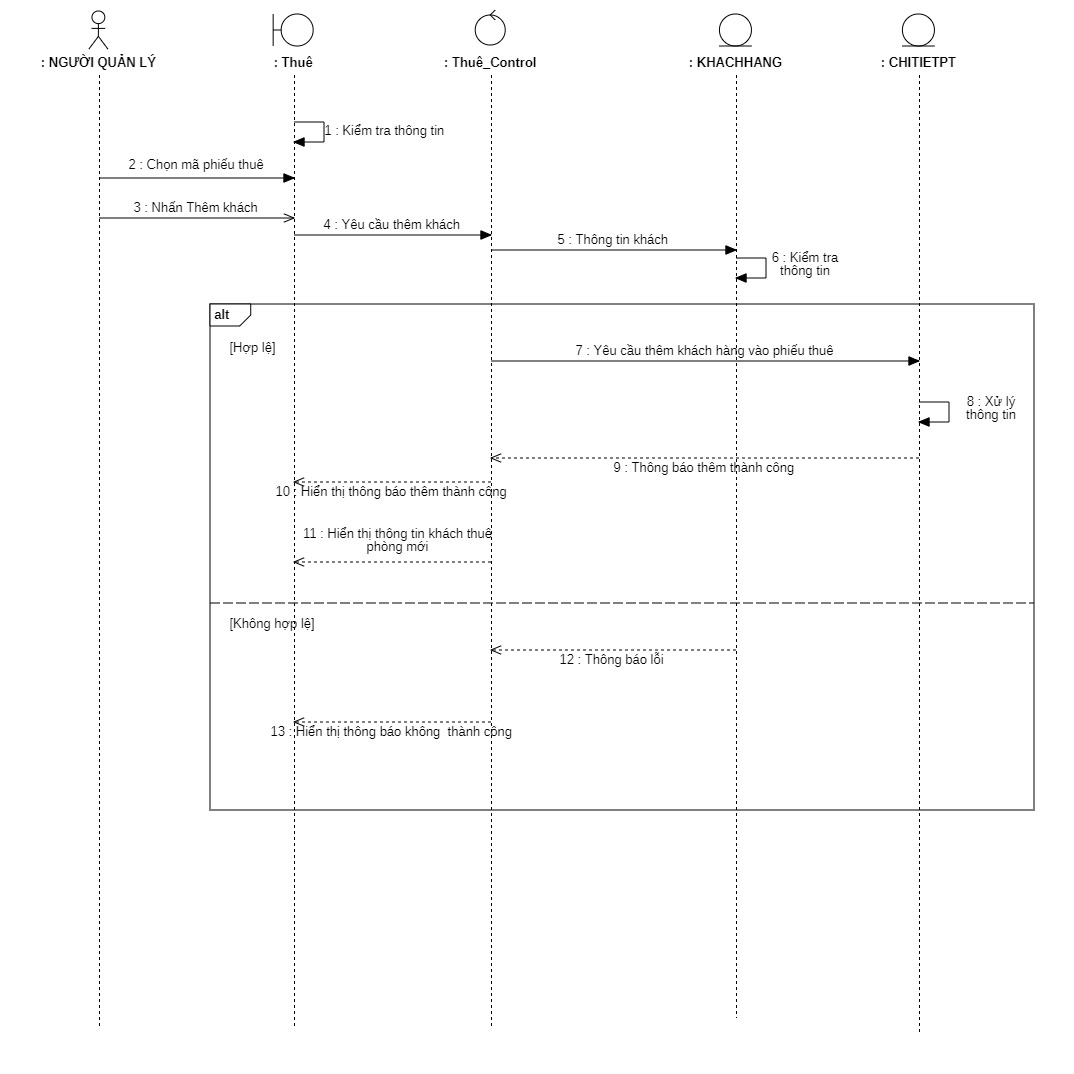 : NGƯỜI QUẢN LÝ
: Thuê
: Thuê_Control
: KHACHHANG
: CHITIETPT
1 : Kiểm tra thông tin
2 : Chọn mã phiếu thuê
3 : Nhấn Thêm khách
4 : Yêu cầu thêm khách
5 : Thông tin khách
6 : Kiểm tra
thông tin
alt
[Hợp lệ]
7 : Yêu cầu thêm khách hàng vào phiếu thuê
8 : Xử lý
thông tin
9 : Thông báo thêm thành công
10 : Hiển thị thông báo thêm thành công
11 : Hiển thị thông tin khách thuê
phòng mới
[Không hợp lệ]
12 : Thông báo lỗi
13 : Hiển thị thông báo không  thành công